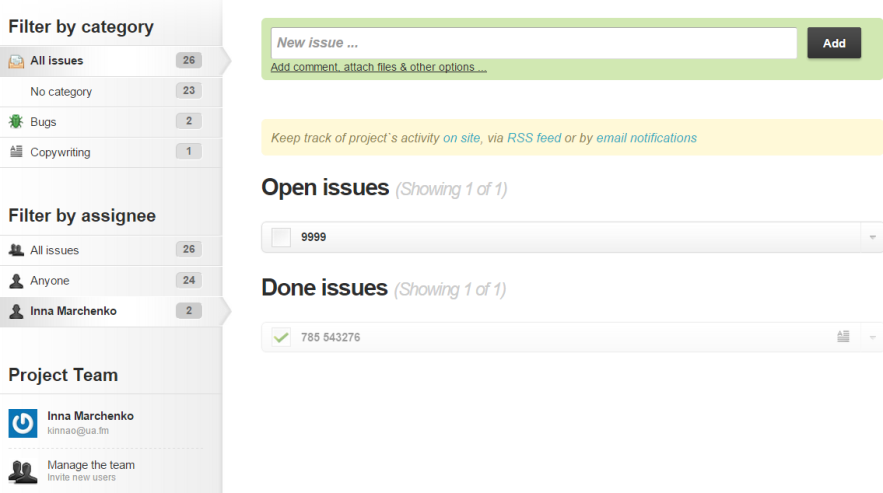 Filter by category
All issues 26
No category 23
Bugs 2
Copywriting 1
Filter by assignee
All issues 26
Anyone 24
Inna Marchenko 2
Project Team
Inna Marchenko
kinnao@ua.fm
Manage the team
Invite new users
New issue ...
Add
Add comment, attach files & other options ...
Keep track of project`s activity on site, via RSS feed or by email notifications
Open issues (Showing 1 of 1)
9999
Done issues (Showing 1 of 1)
785 543276